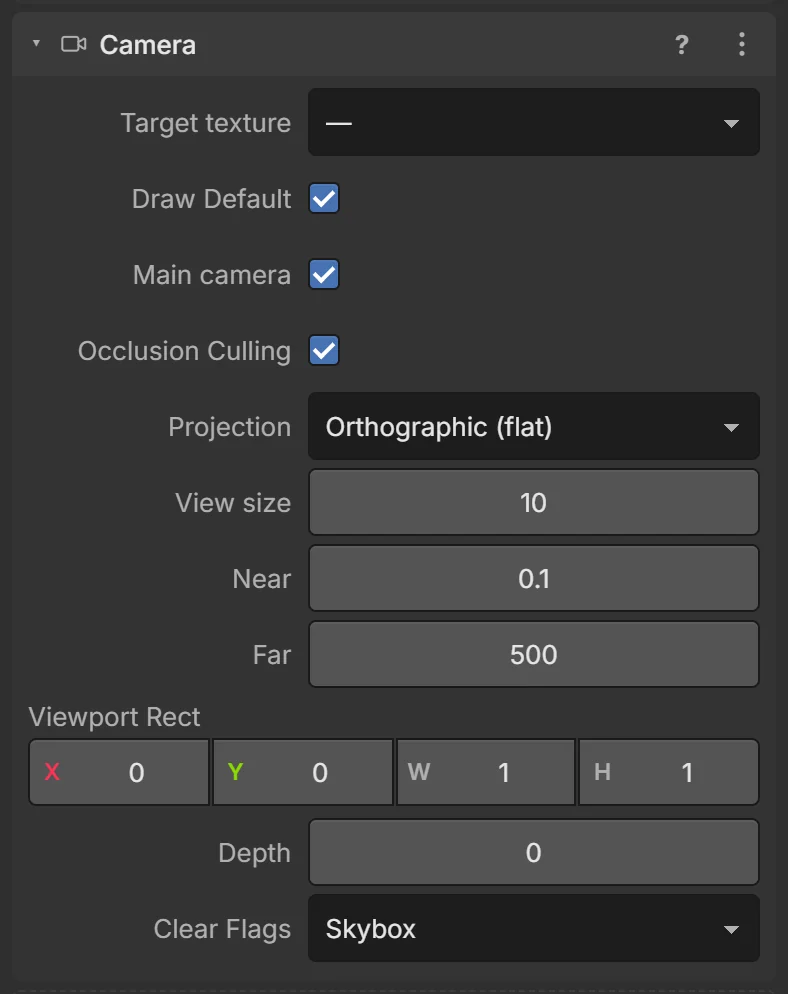 Camera ?
Target texture —
Draw Default
Main camera
Occlusion Culling
Projection Orthographic (flat)
View size 10
Near 0.1
Far 500
Viewport Rect
X 0 Y 0 W 1 H 1
Depth 0
Clear Flags Skybox